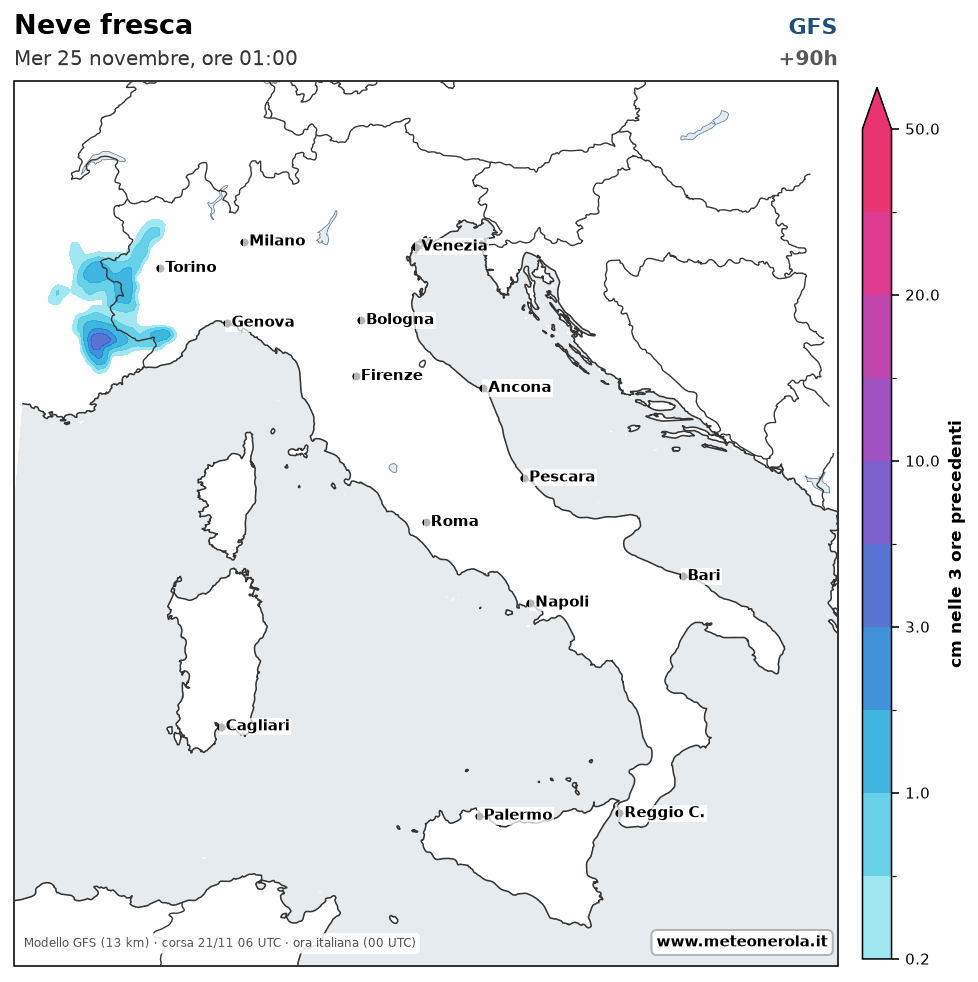 Neve fresca
GFS
Mer 25 novembre, ore 01:00
+90h
Milano
Venezia
Torino
Genova
Bologna
Firenze
Ancona
Pescara
Roma
Bari
Napoli
Cagliari
Palermo
Reggio C.
Modello GFS (13 km) · corsa 21/11 06 UTC · ora italiana (00 UTC)
www.meteonerola.it
50.0
20.0
10.0
3.0
1.0
0.2
cm nelle 3 ore precedenti